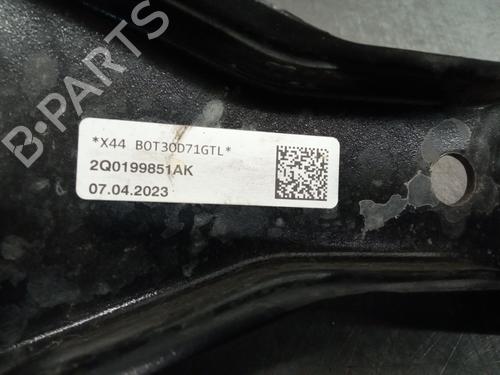 B-PARTS
*X44 B0T30D71GTL*
2Q0199851AK
07.04.2023